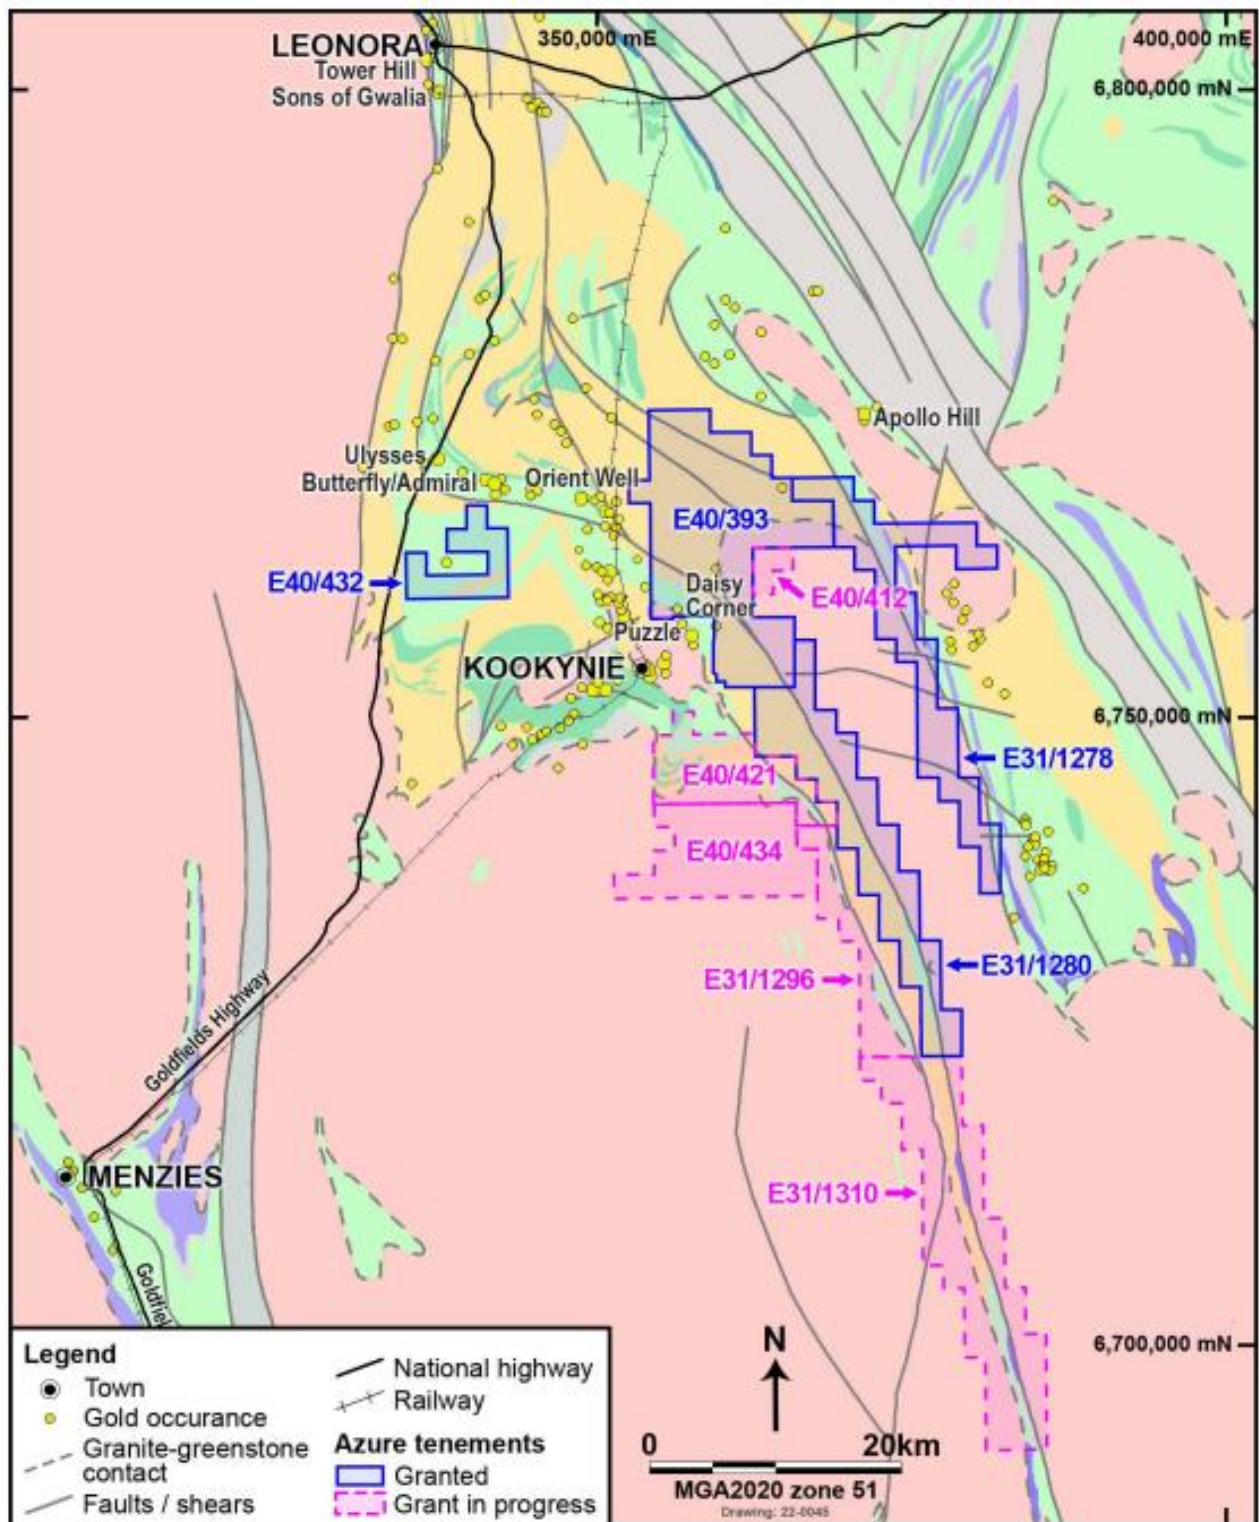 LEONORA
350,000 mE
400,000 mE
Tower Hill
6,800,000 mN
Sons of Gwalia
Apollo Hill
Ulysses
Butterfly/Admiral
Orient Well
E40/393
E40/432
Daisy
Corner
E40/412
Puzzle
KOOKYNIE
6,750,000 mN
E31/1278
E40/421
E40/434
E31/1280
E31/1296
Goldfields Highway
MENZIES
E31/1310
Goldfiel
Legend
Town
Gold occurance
Granite-greenstone
contact
Faults / shears
National highway
Railway
Azure tenements
Granted
Grant in progress
N
6,700,000 mN
0
20km
MGA2020 zone 51
Drawing: 22-0045